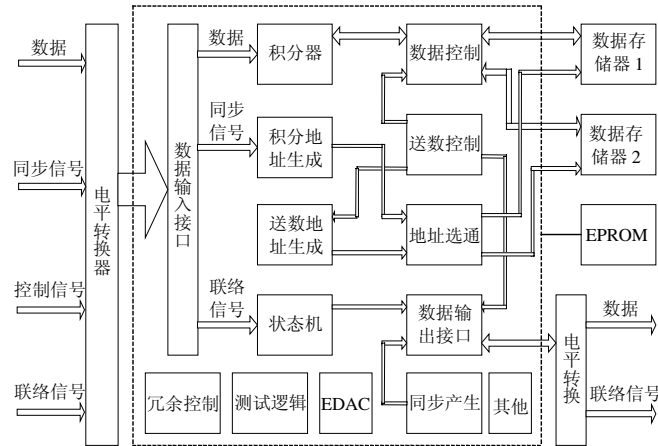 数据
同步信号
控制信号
联络信号
电平转换器
数据输入接口
数据
同步
信号
联络
信号
积分器
积分地
址生成
送数地
址生成
状态机
数据控制
送数控制
地址选通
数据输
出接口
冗余控制
测试逻辑
EDAC
同步产生
其他
数据存
储器 1
数据存
储器 2
EPROM
电平转换
数据
联络信号